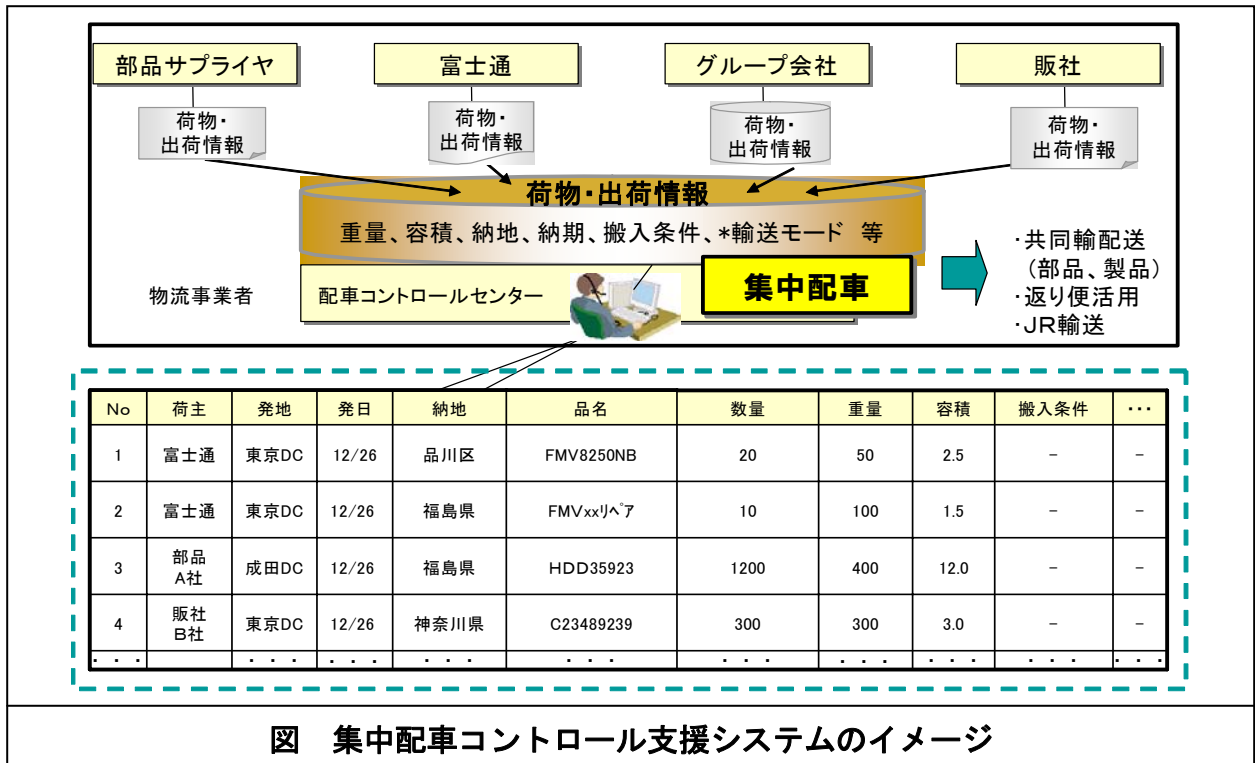 部品サプライヤ
富士通
グループ会社
販社
荷物・
出荷情報
荷物・
出荷情報
荷物・
出荷情報
荷物・
出荷情報
荷物・出荷情報
重量、容積、納地、納期、搬入条件、*輸送モード 等
物流事業者
配車コントロールセンター
集中配車
・共同輸配送
（部品、製品）
・返り便活用
・JR輸送
No 荷主 発地 発日 納地 品名 数量 重量 容積 搬入条件 ・・・
1 富士通 東京DC 12/26 品川区 FMV8250NB 20 50 2.5 － －
2 富士通 東京DC 12/26 福島県 FMVxxﾘﾍﾟｱ 10 100 1.5 － －
3 部品A社 成田DC 12/26 福島県 HDD35923 1200 400 12.0 － －
4 販社B社 東京DC 12/26 神奈川県 C23489239 300 300 3.0 － －
・・・ ・・・ ・・・ ・・・ ・・・ ・・・ ・・・ ・・・ ・・・ ・・・
図 集中配車コントロール支援システムのイメージ